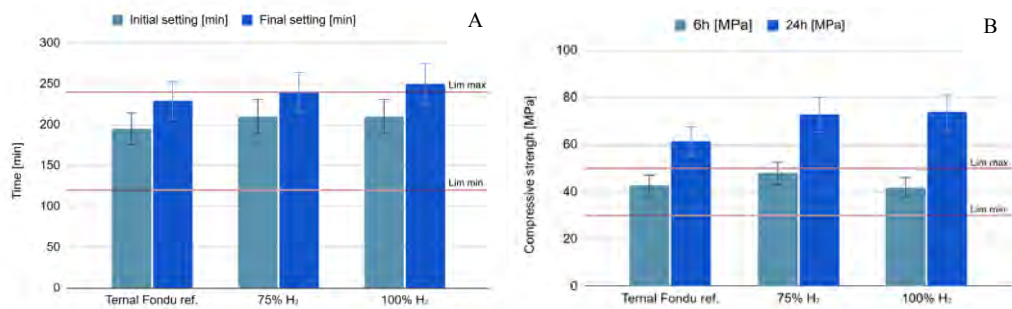 Initial setting [min] Final setting [min]
A
300
250
200
150
100
50
0
Time [min]
Lim max
Lim min
Ternal Fondu ref. 75% H₂ 100% H₂
6h [MPa] 24h [MPa]
B
100
80
60
40
20
0
Compressive strengh [MPa]
Lim max
Lim min
Ternal Fondu ref. 75% H₂ 100% H₂